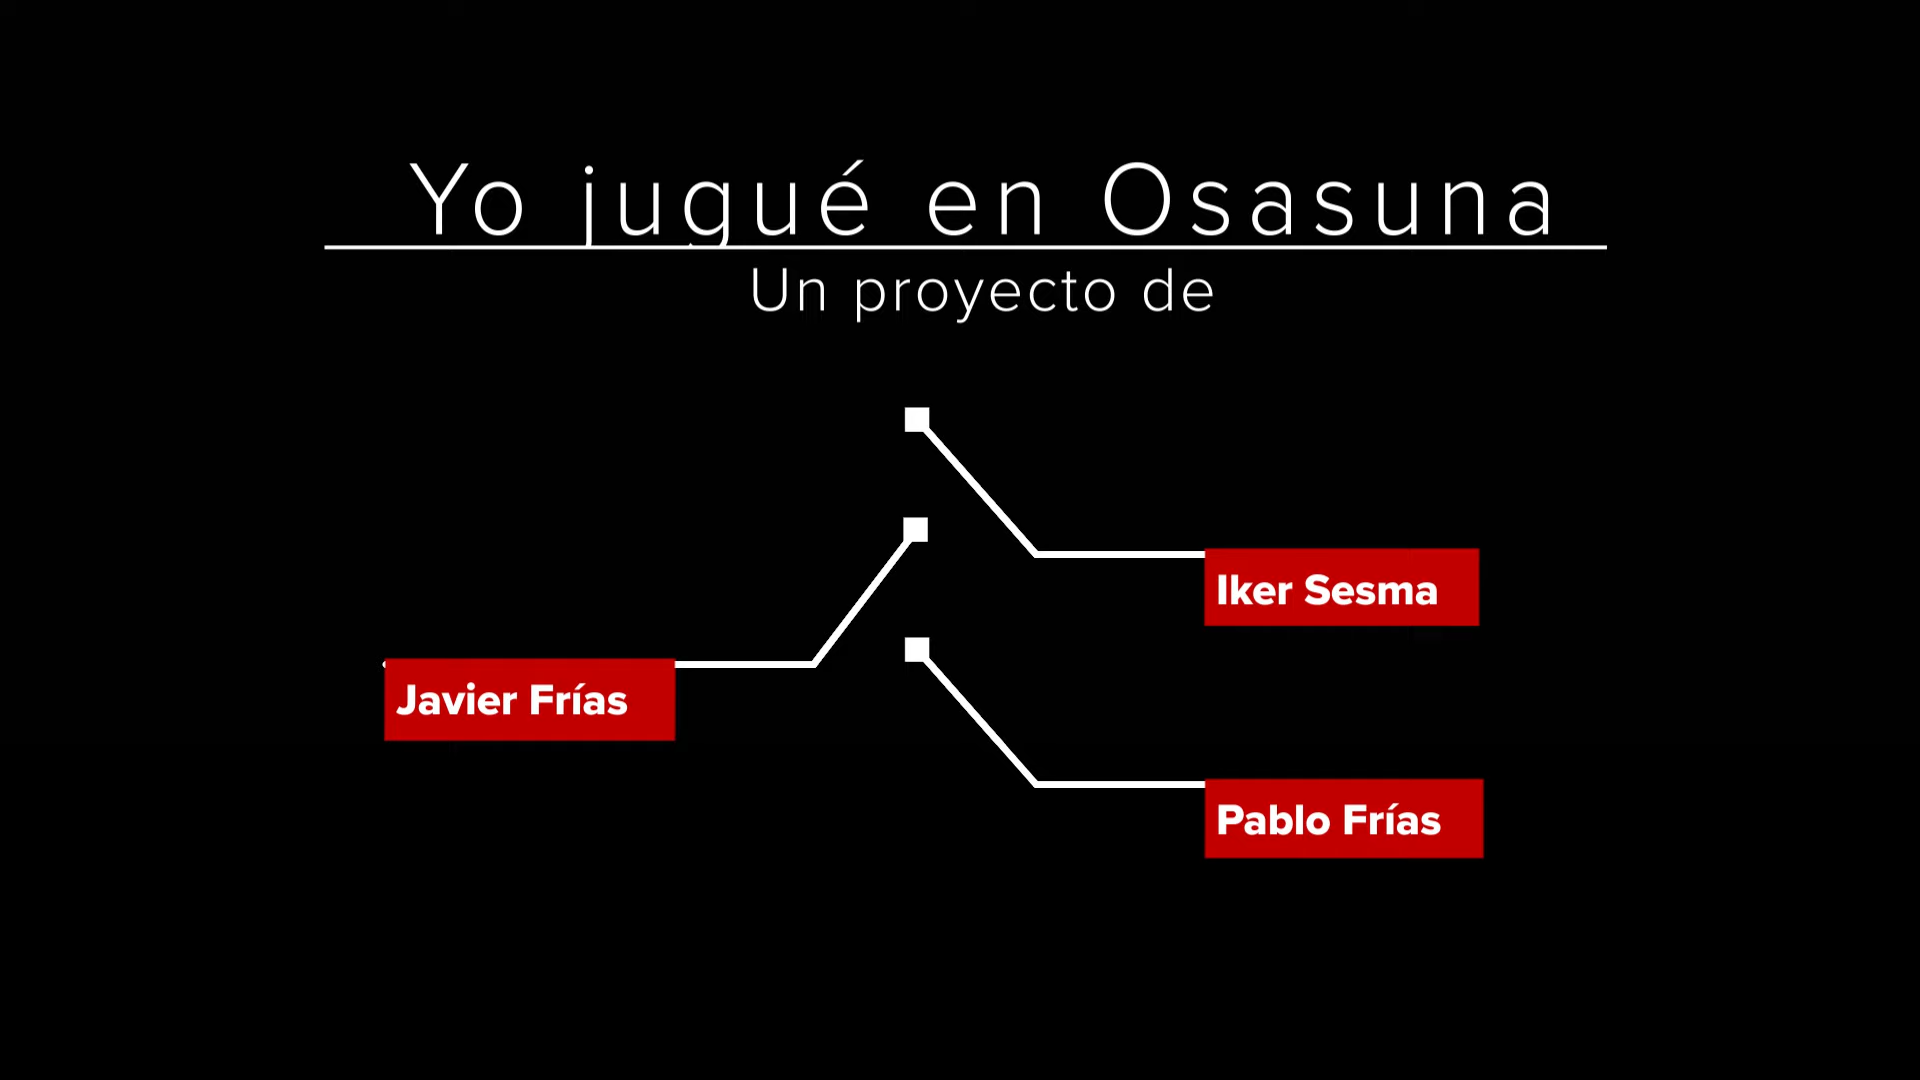 Yo jugué en Osasuna
Un proyecto de
Iker Sesma
Javier Frías
Pablo Frías